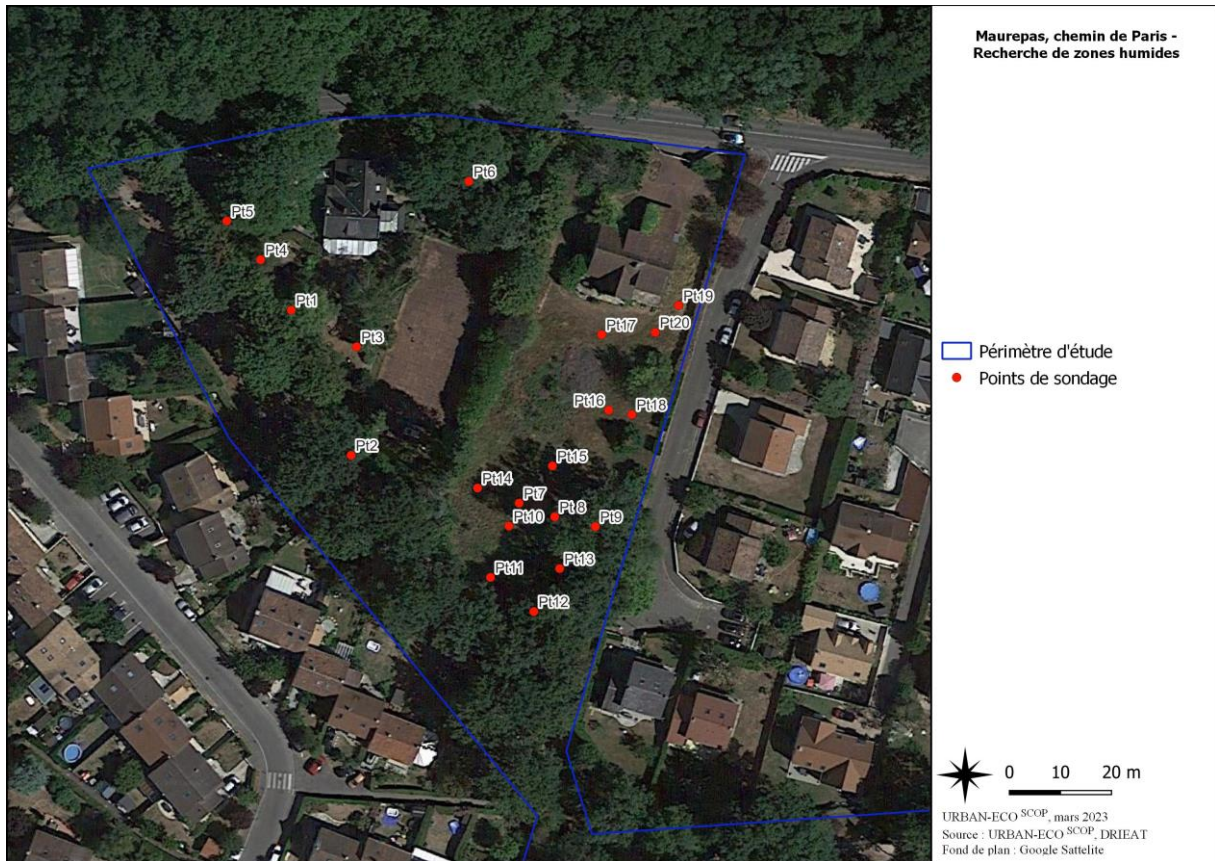 Maurepas, chemin de Paris -
Recherche de zones humides
Pt6
Pt5
Pt4
Pt1
Pt19
Pt3
Pt17
Pt20
Pt16
Pt18
Pt2
Pt15
Pt14
Pt7
Pt 8
Pt10
Pt9
Pt13
Pt11
Pt12
Périmètre d'étude
Points de sondage
0 10 20 m
URBAN-ECO SCOP, mars 2023
Source : URBAN-ECO SCOP, DRIEAT
Fond de plan : Google Sattelite